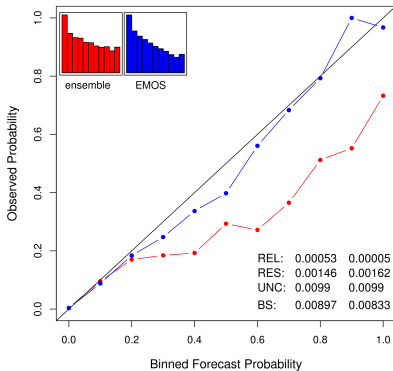 1.0
0.8
0.6
0.4
0.2
0.0
Observed Probability
ensemble EMOS
REL: 0.00053 0.00005
RES: 0.00146 0.00162
UNC: 0.0099 0.0099
BS: 0.00897 0.00833
0.0 0.2 0.4 0.6 0.8 1.0
Binned Forecast Probability